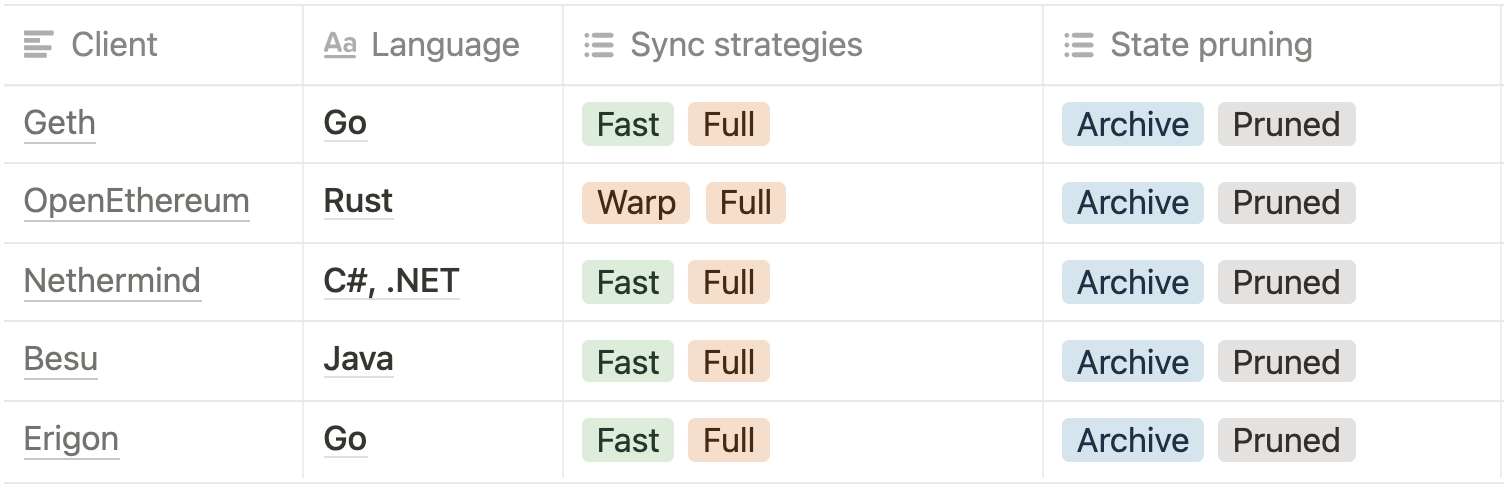 Client Aa Language Sync strategies State pruning
Geth Go Fast Full Archive Pruned
OpenEthereum Rust Warp Full Archive Pruned
Nethermind C#, .NET Fast Full Archive Pruned
Besu Java Fast Full Archive Pruned
Erigon Go Fast Full Archive Pruned